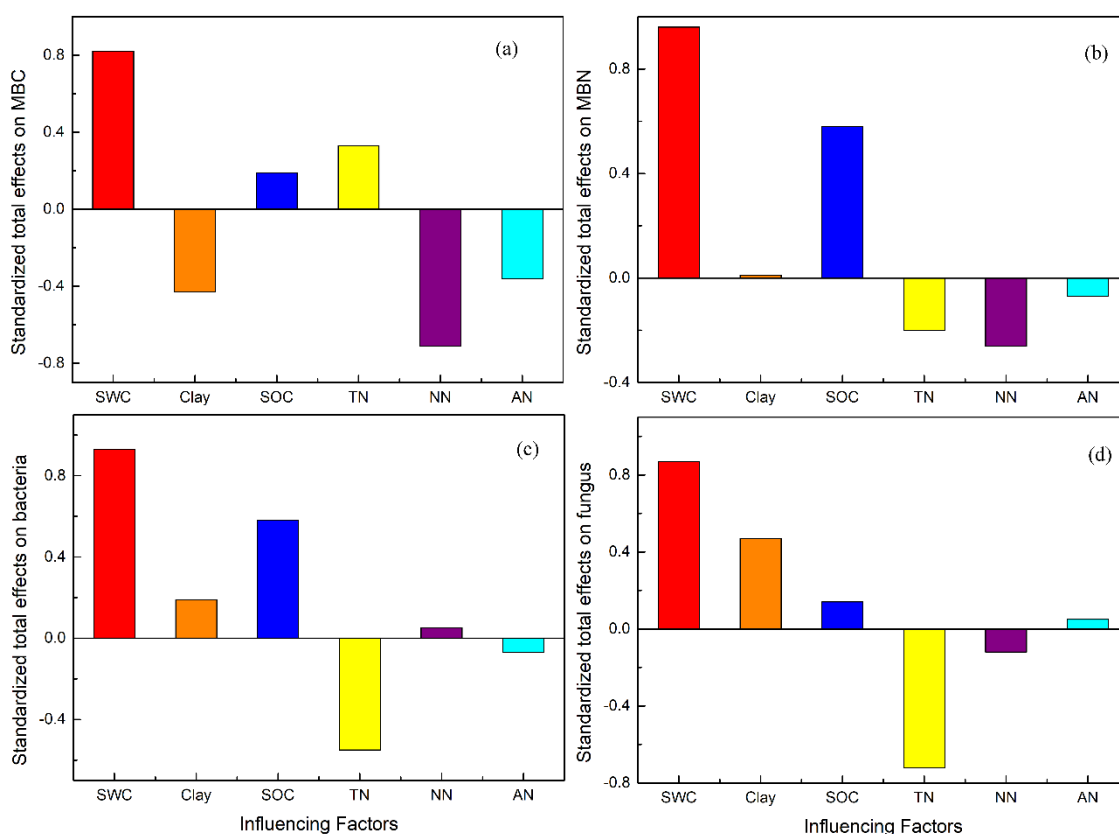 Standardized total effects on MBC
(a)
0.8
0.4
0.0
-0.4
-0.8
SWC Clay SOC TN NN AN
Standardized total effects on MBN
(b)
0.8
0.4
0.0
-0.4
SWC Clay SOC TN NN AN
Standardized total effects on bacteria
(c)
0.8
0.4
0.0
-0.4
SWC Clay SOC TN NN AN
Influencing Factors
Standardized total effects on fungus
(d)
0.8
0.4
0.0
-0.4
-0.8
SWC Clay SOC TN NN AN
Influencing Factors